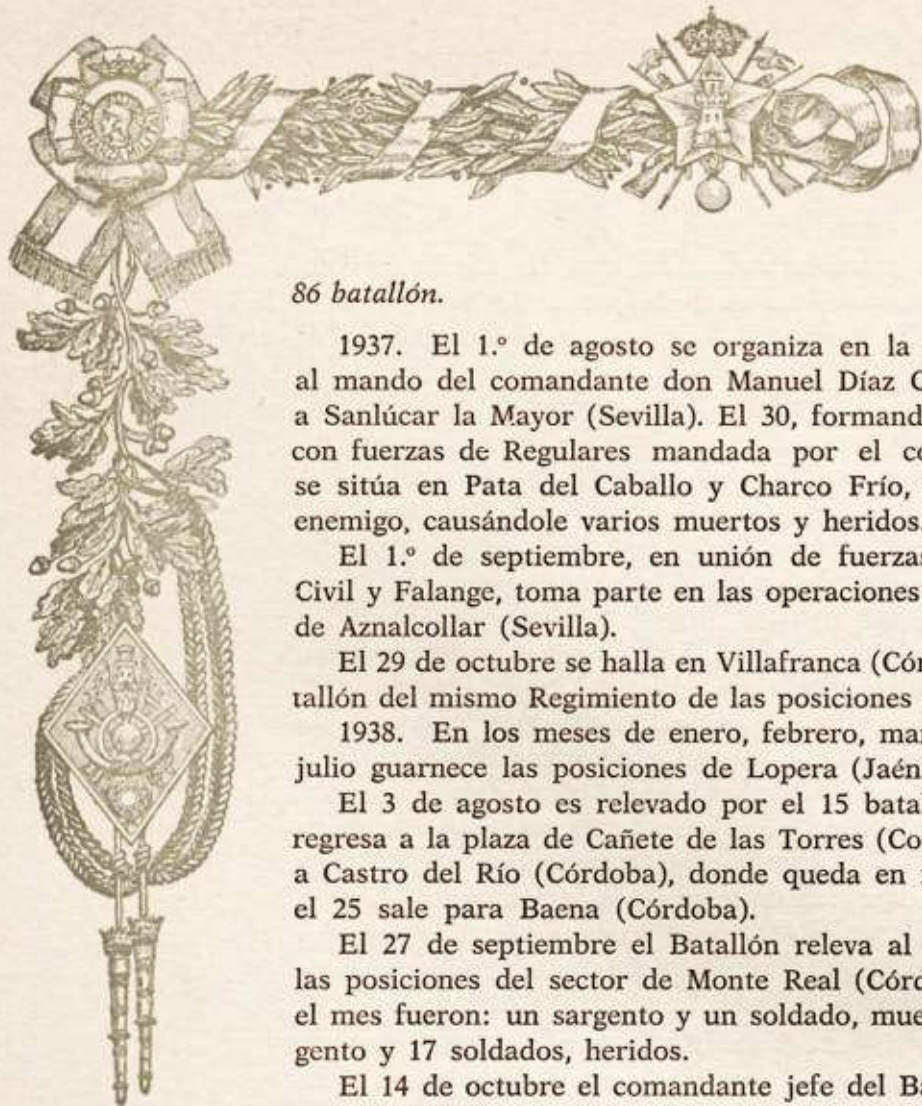 86 batallón.
1937. El 1.º de agosto se organiza en la
al mando del comandante don Manuel Díaz
a Sanlúcar la Mayor (Sevilla). El 30,
con fuerzas de Regulares mandada por el
se sitúa en Pata del Caballo y Charco Frío,
enemigo, causándole varios muertos y heridos.
El 1.º de septiembre, en unión de fuerzas
Civil y Falange, toma parte en las operaciones
de Aznalcollar (Sevilla).
El 29 de octubre se halla en Villafranca
tallón del mismo Regimiento de las posiciones
1938. En los meses de enero, febrero,
julio guarnece las posiciones de Lopera (Jaén
El 3 de agosto es relevado por el 15
regresa a la plaza de Cañete de las Torres
a Castro del Río (Córdoba), donde queda en
el 25 sale para Baena (Córdoba).
El 27 de septiembre el Batallón releva al
las posiciones del sector de Monte Real
el mes fueron: un sargento y un soldado,
gento y 17 soldados, heridos.
El 14 de octubre el comandante jefe del